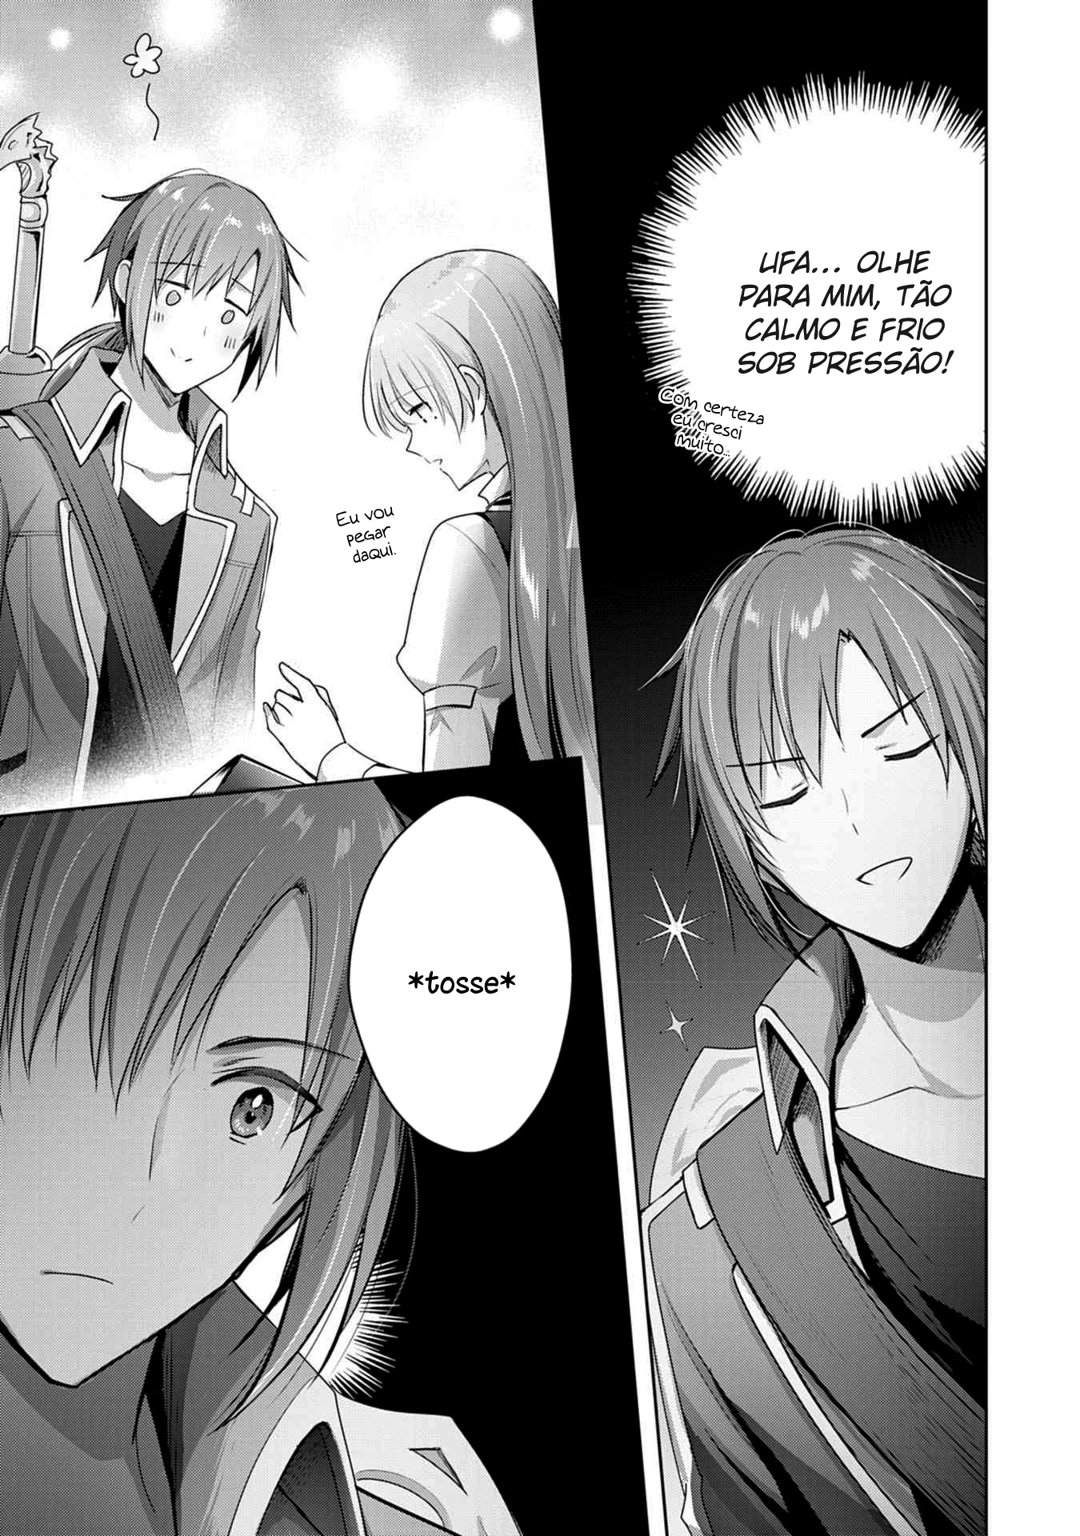 UFA... OLHE
PARA MIM, TÃO
CALMO E FRIO
SOB PRESSÃO!
Com certeza
eu cresci
muito...
Eu vou
pegar
daqui.
*tosse*